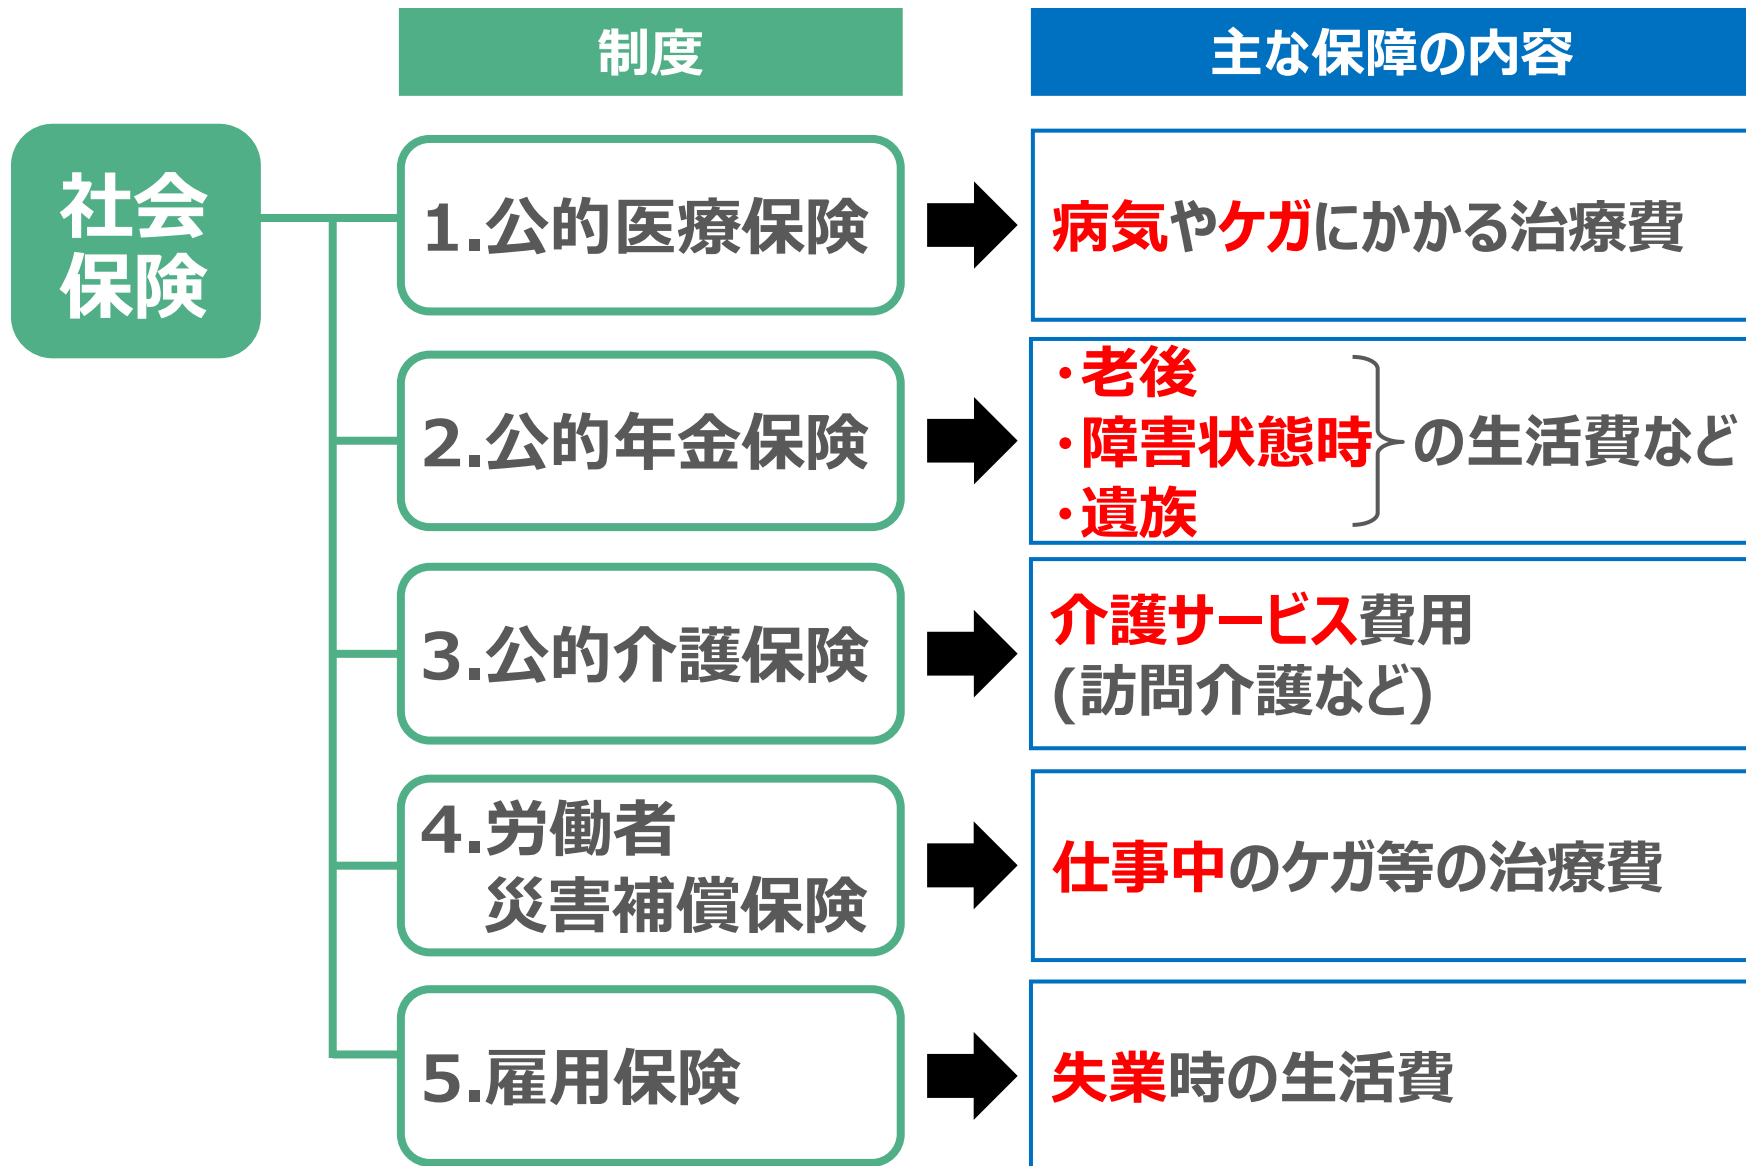 制度
主な保障の内容
社会
保険
1.公的医療保険
病気やケガにかかる治療費
2.公的年金保険
・老後
・障害状態時
・遺族
の生活費など
3.公的介護保険
介護サービス費用
(訪問介護など)
4.労働者
災害補償保険
仕事中のケガ等の治療費
5.雇用保険
失業時の生活費